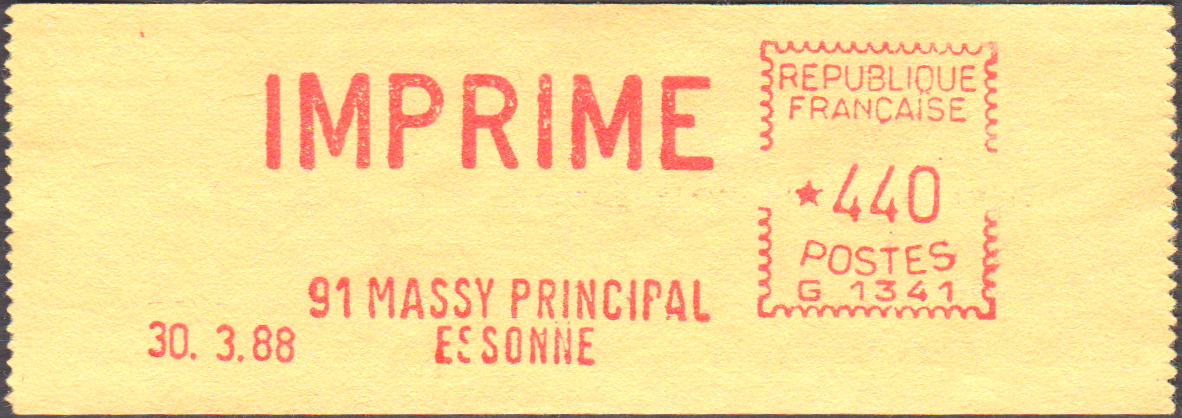 IMPRIME
REPUBLIQUE
FRANÇAISE
★440
POSTES
G 1341
91 MASSY PRINCIPAL
30. 3.88 ESSONNE